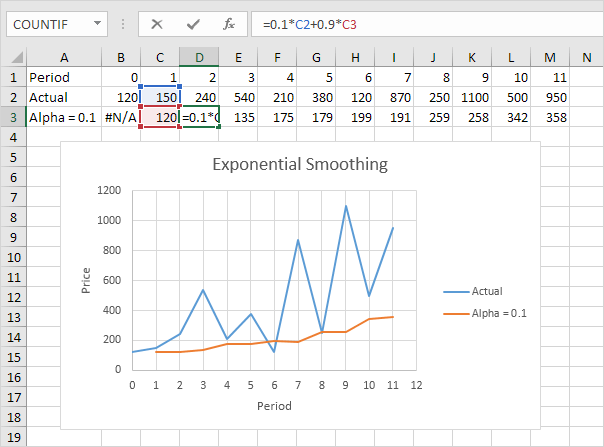 COUNTIF fx =0.1*C2+0.9*C3
A B C D E F G H I J K L M N
1 Period 0 1 2 3 4 5 6 7 8 9 10 11
2 Actual 120 150 240 540 210 380 120 870 250 1100 500 950
3 Alpha = 0.1 #N/A 120 =0.1*C 135 175 179 199 191 259 258 342 358
4
5
6
7
8
9
10
11
12
13
14
15
16
17
18
19
Exponential Smoothing
1200
1000
800
600
400
200
0
Price
0 1 2 3 4 5 6 7 8 9 10 11 12
Period
Actual
Alpha = 0.1